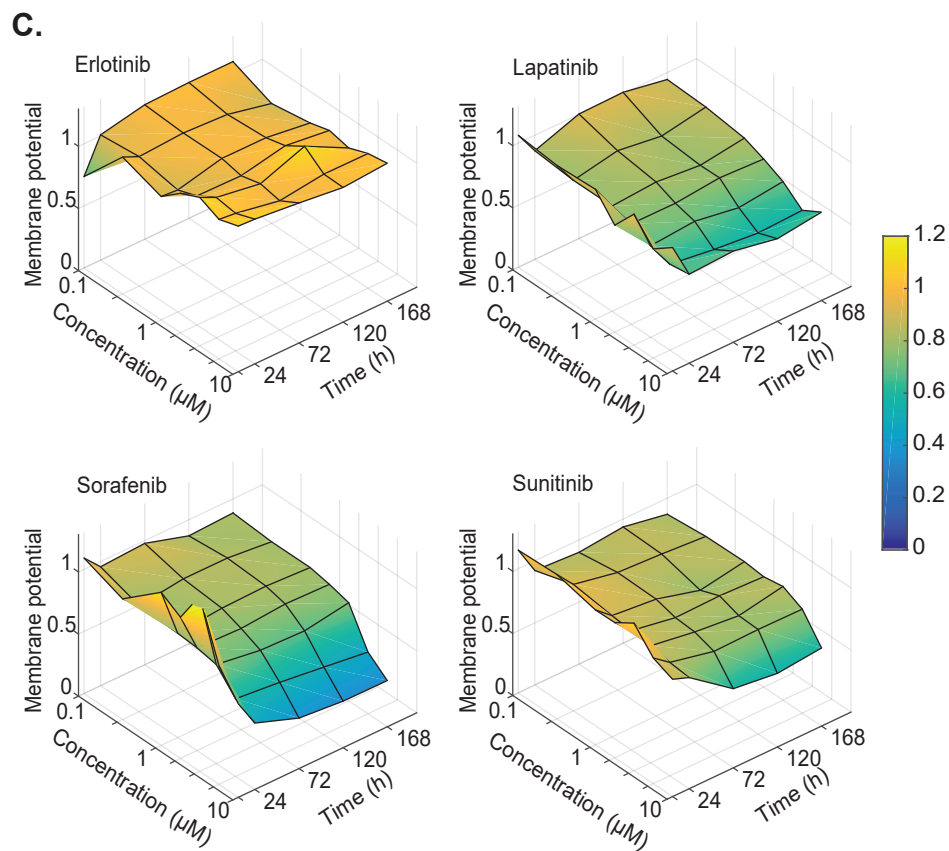 C.
Erlotinib
Membrane potential
1
0.5
0
0.1
1
10
Concentration (µM)
24
72
120
168
Time (h)
Lapatinib
Membrane potential
1
0.5
0
0.1
1
10
Concentration (µM)
24
72
120
168
Time (h)
1.2
1
0.8
0.6
0.4
0.2
0
Sorafenib
Membrane potential
1
0.5
0
0.1
1
10
Concentration (µM)
24
72
120
168
Time (h)
Sunitinib
Membrane potential
1
0.5
0
0.1
1
10
Concentration (µM)
24
72
120
168
Time (h)